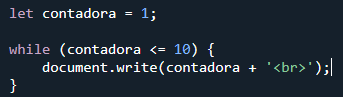 let contadora = 1;
while (contadora <= 10) {
document.write(contadora + '<br>');
}